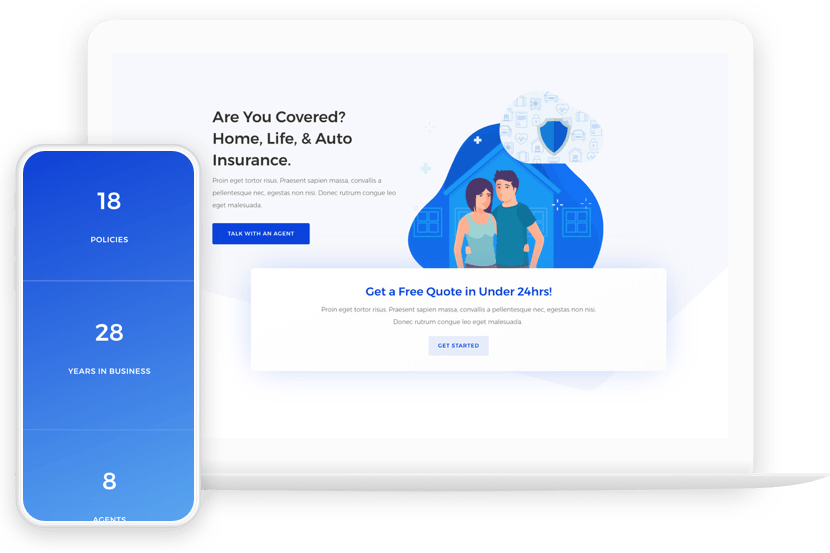 Are You Covered?
Home, Life, & Auto
Insurance.
Proin eget tortor risus. Praesent sapien massa, convallis a
pellentesque nec, egestas non nisi. Donec rutrum congue leo
eget malesuada.
TALK WITH AN AGENT
Get a Free Quote in Under 24hrs!
Proin eget tortor risus. Praesent sapien massa, convallis a pellentesque nec, egestas non nisi.
Donec rutrum congue leo eget malesuada.
GET STARTED
18
POLICIES
28
YEARS IN BUSINESS
8
AGENTS